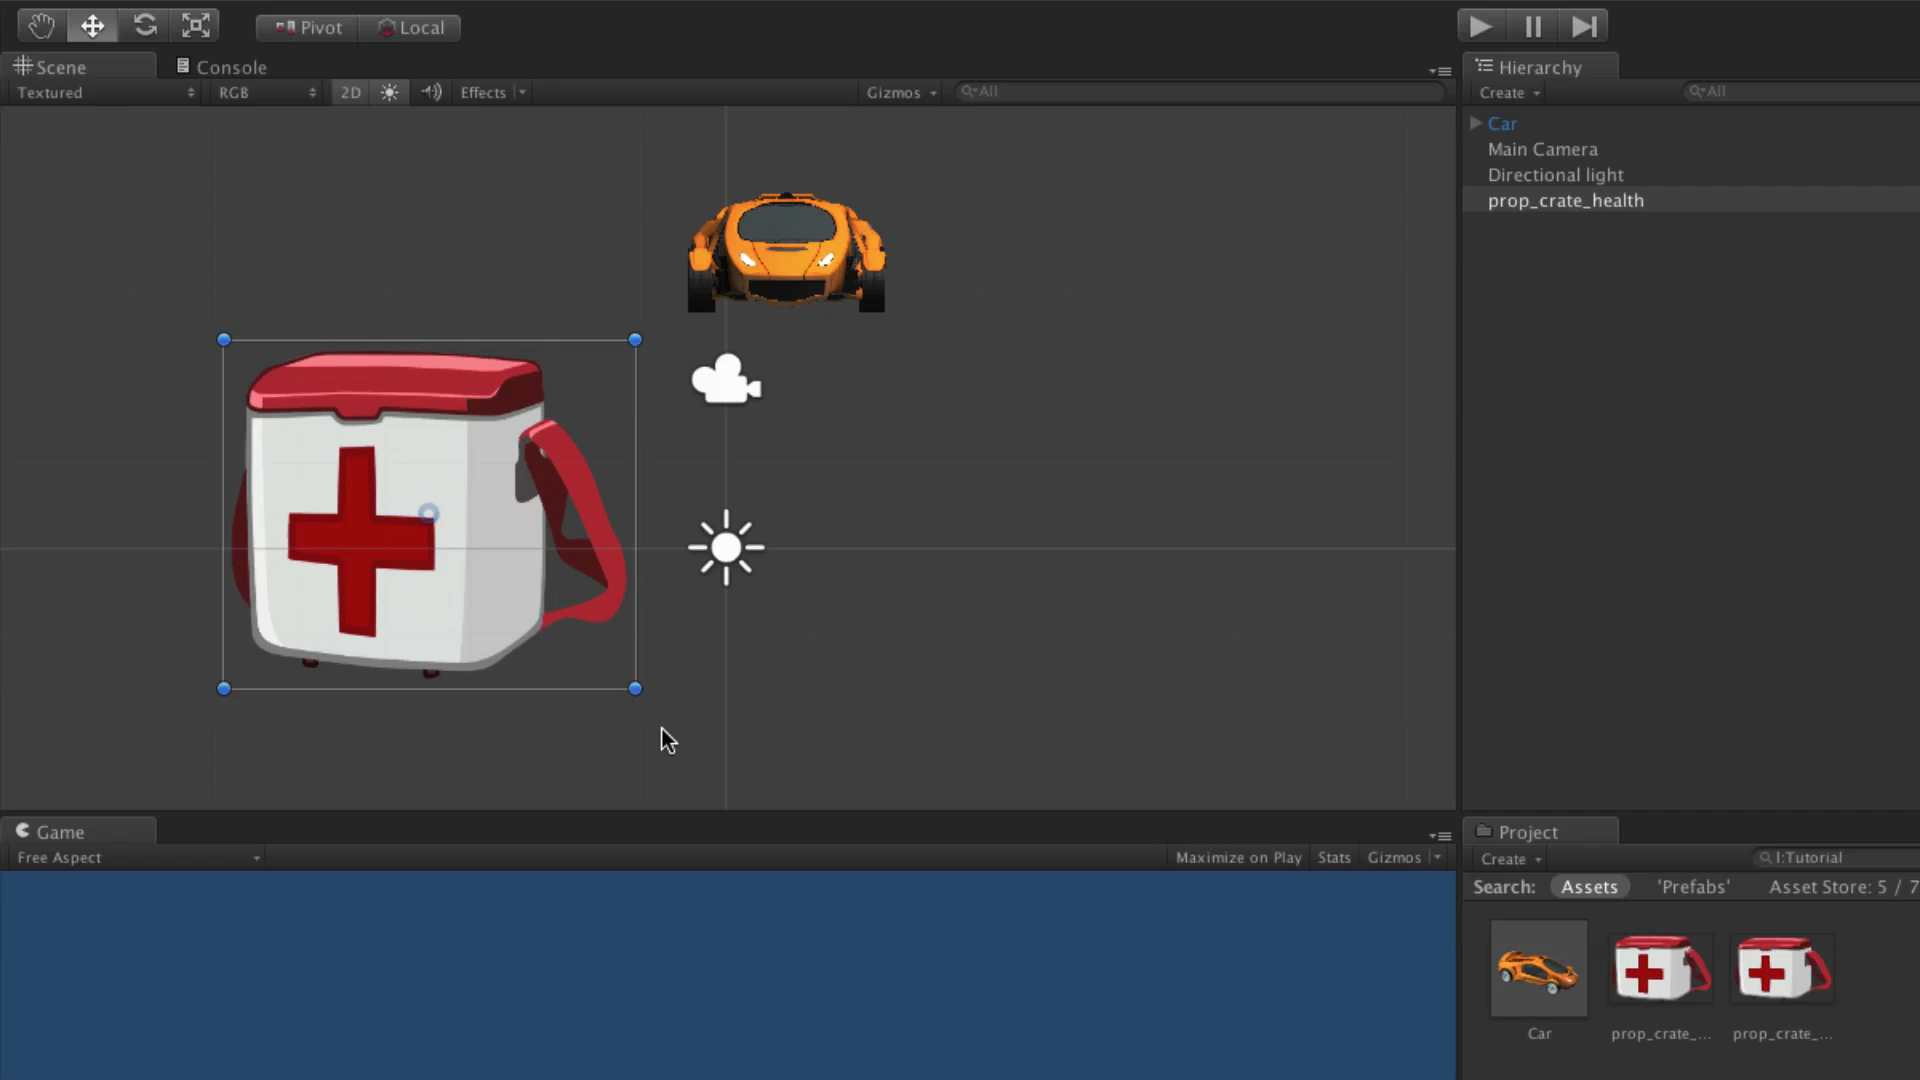 Pivot Local
Scene Console
Textured RGB 2D Effects Gizmos All
Hierarchy
Create All
Car
Main Camera
Directional light
prop_crate_health
Game
Free Aspect Maximize on Play Stats Gizmos
Project
Create l:Tutorial
Search: Assets 'Prefabs' Asset Store: 5 / 7
Car prop_crate_... prop_crate_...